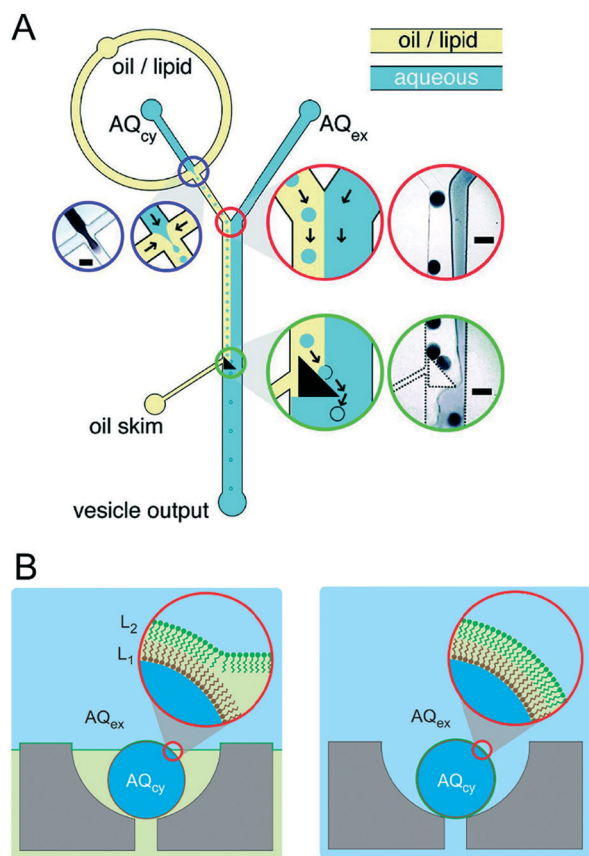 A
oil / lipid
aqueous
oil / lipid
AQcy
AQex
oil skim
vesicle output
B
L2
L1
AQex
AQcy
AQex
AQcy